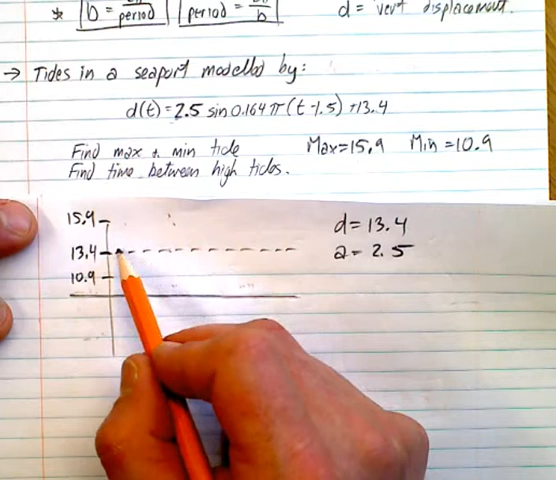 * b = period period = b d = vert displacement.
→ Tides in a seaport modelled by:
d(t) = 2.5 sin 0.164 π (t - 1.5) + 13.4
Find max + min tide Max = 15.9 Min = 10.9
Find time between high tides.
15.9 d = 13.4
13.4 a = 2.5
10.9